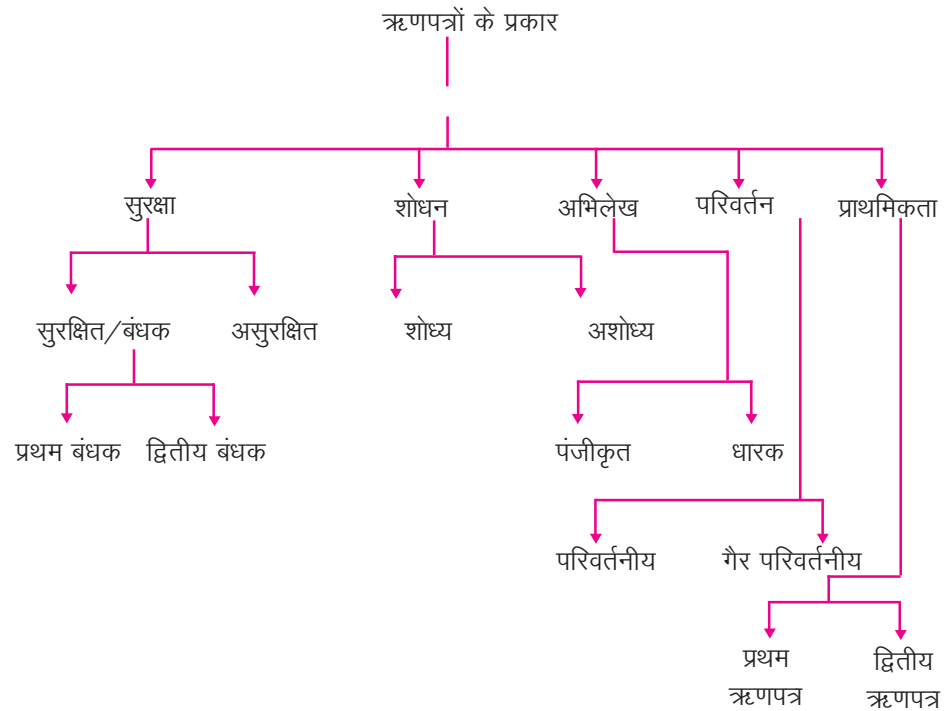 ऋणपत्रों के प्रकार
सुरक्षा शोधन अभिलेख परिवर्तन प्राथमिकता
सुरक्षित/बंधक असुरक्षित शोध्य अशोध्य
प्रथम बंधक द्वितीय बंधक पंजीकृत धारक
परिवर्तनीय गैर परिवर्तनीय
प्रथम द्वितीय
ऋणपत्र ऋणपत्र